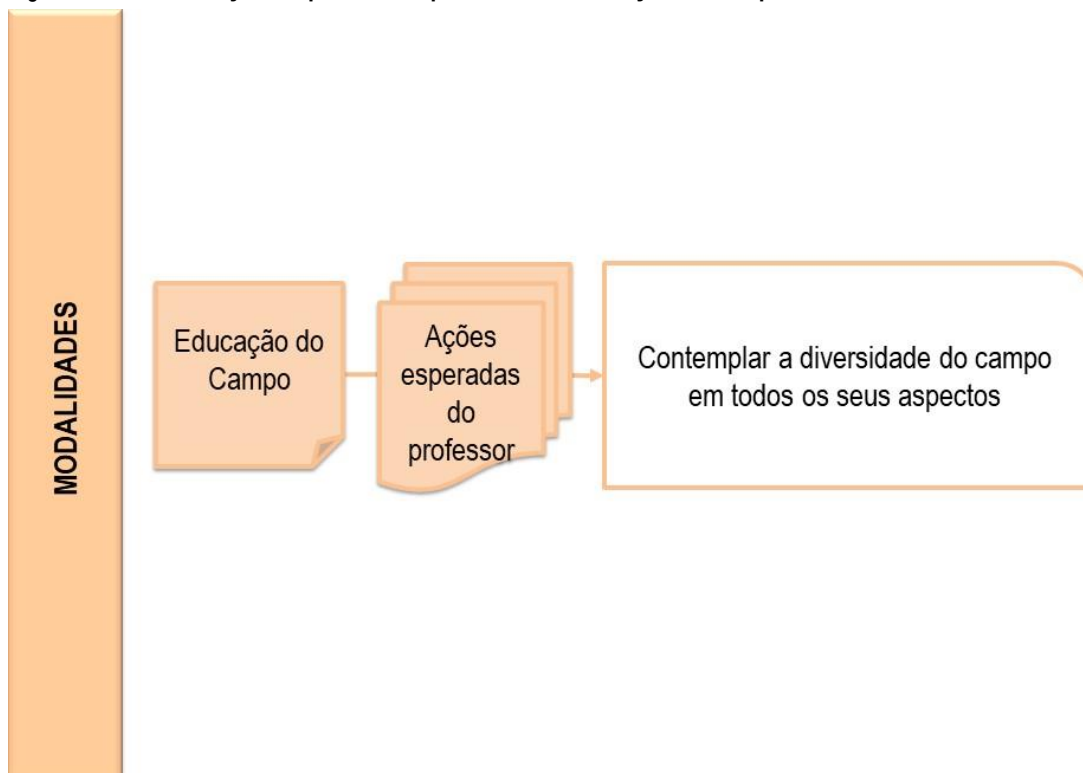 MODALIDADES
Educação do
Campo
Ações
esperadas
do
professor
Contemplar a diversidade do campo
em todos os seus aspectos